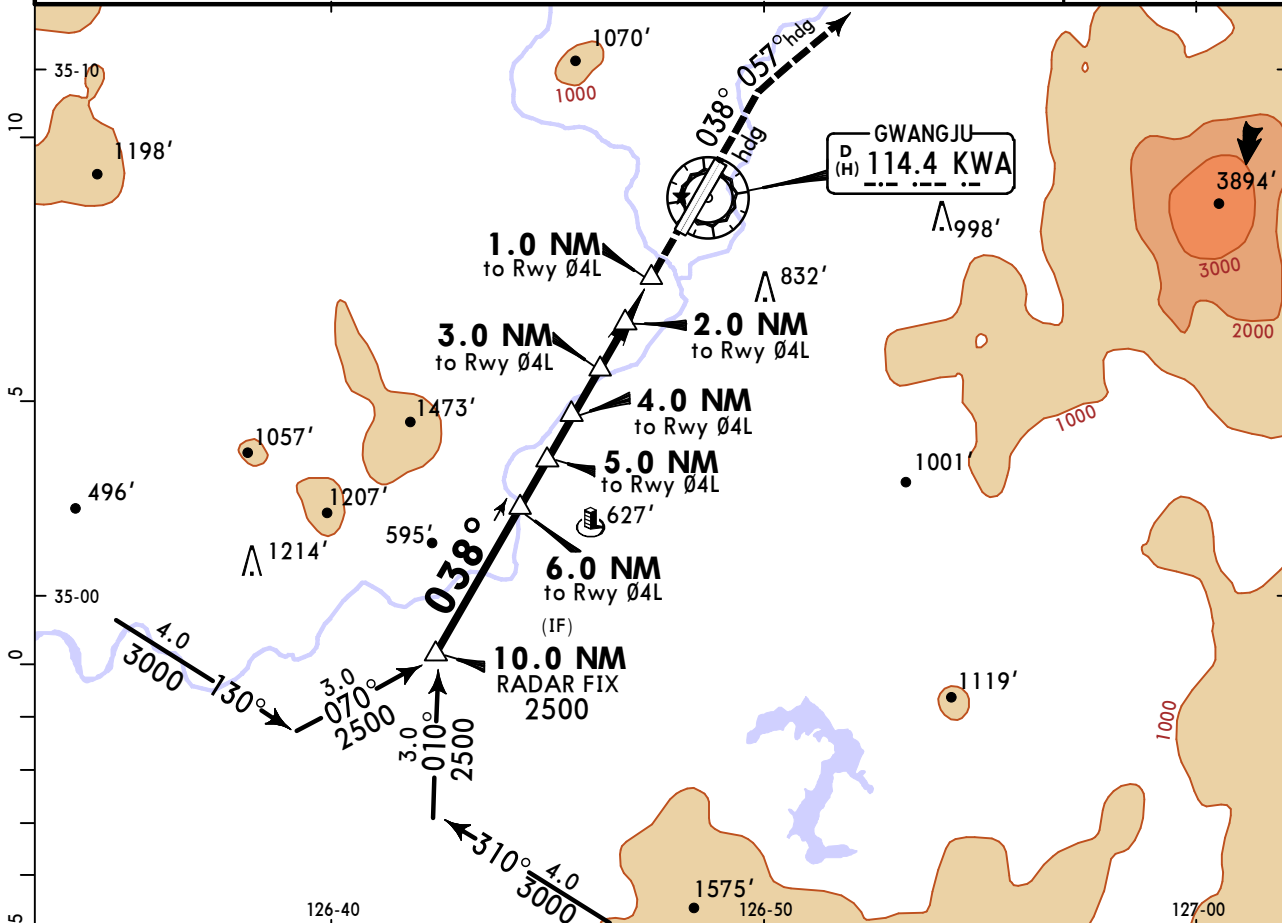 1070'
35-10
1000
10
1198'
038°
hdg
057°hdg
GWANGJU
D
(H) 114.4 KWA
3894'
998'
3000
2000
1.0 NM
to Rwy Ø4L
832'
2.0 NM
to Rwy Ø4L
3.0 NM
to Rwy Ø4L
4.0 NM
to Rwy Ø4L
5
1473'
1000
1057'
5.0 NM
to Rwy Ø4L
1001'
496'
1207'
627'
595'
1214'
038°
6.0 NM
to Rwy Ø4L
35-00
(IF)
10.0 NM
RADAR FIX
2500
0
4.0
3000
130°
3.0
070°
2500
3.0
010°
2500
1119'
1000
310°
4.0
3000
1575'
5
126-40
126-50
127-00